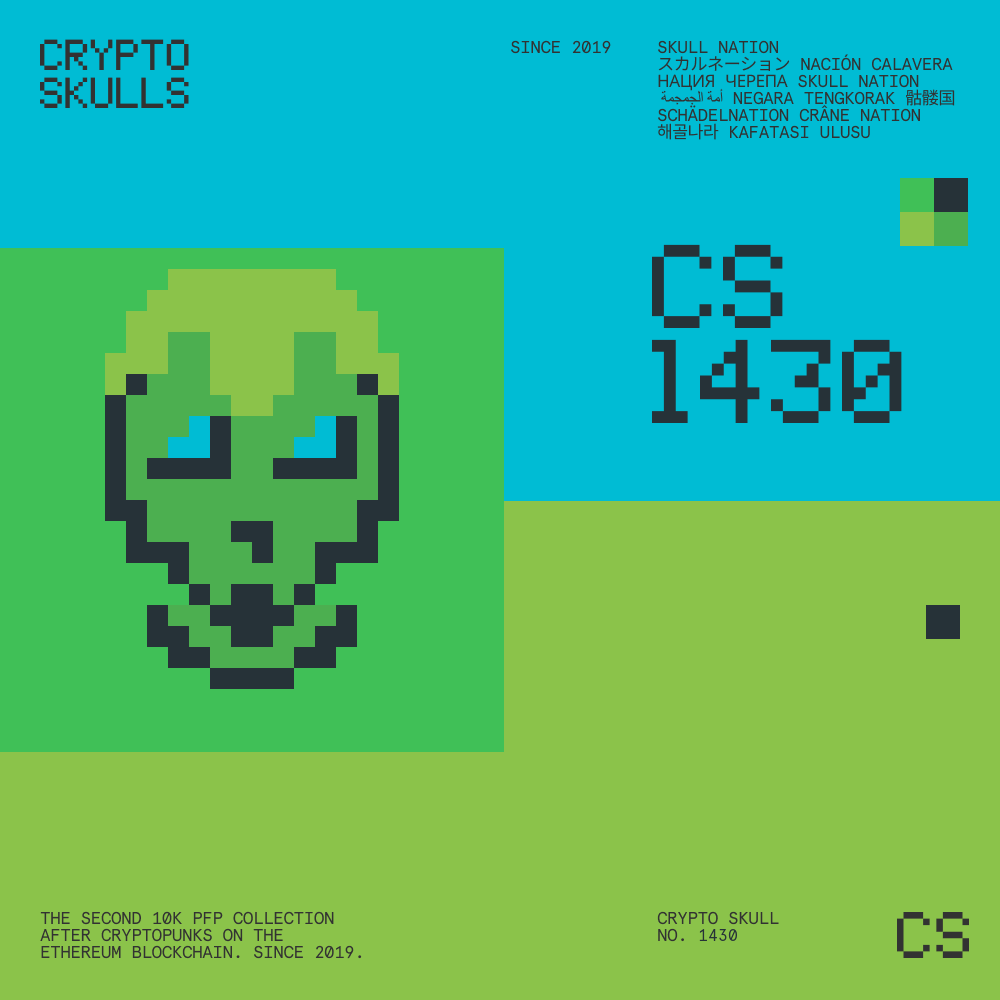 CRYPTO
SKULLS
SINCE 2019
SKULL NATION
スカルネーション NACIÓN CALAVERA
НАЦИЯ ЧЕРЕПА SKULL NATION
أمة الجمجمة NEGARA TENGKORAK 骷髅国
SCHÄDELNATION CRÂNE NATION
해골나라 KAFATASI ULUSU
CS
1430
THE SECOND 10K PFP COLLECTION
AFTER CRYPTOPUNKS ON THE
ETHEREUM BLOCKCHAIN. SINCE 2019.
CRYPTO SKULL
NO. 1430
CS